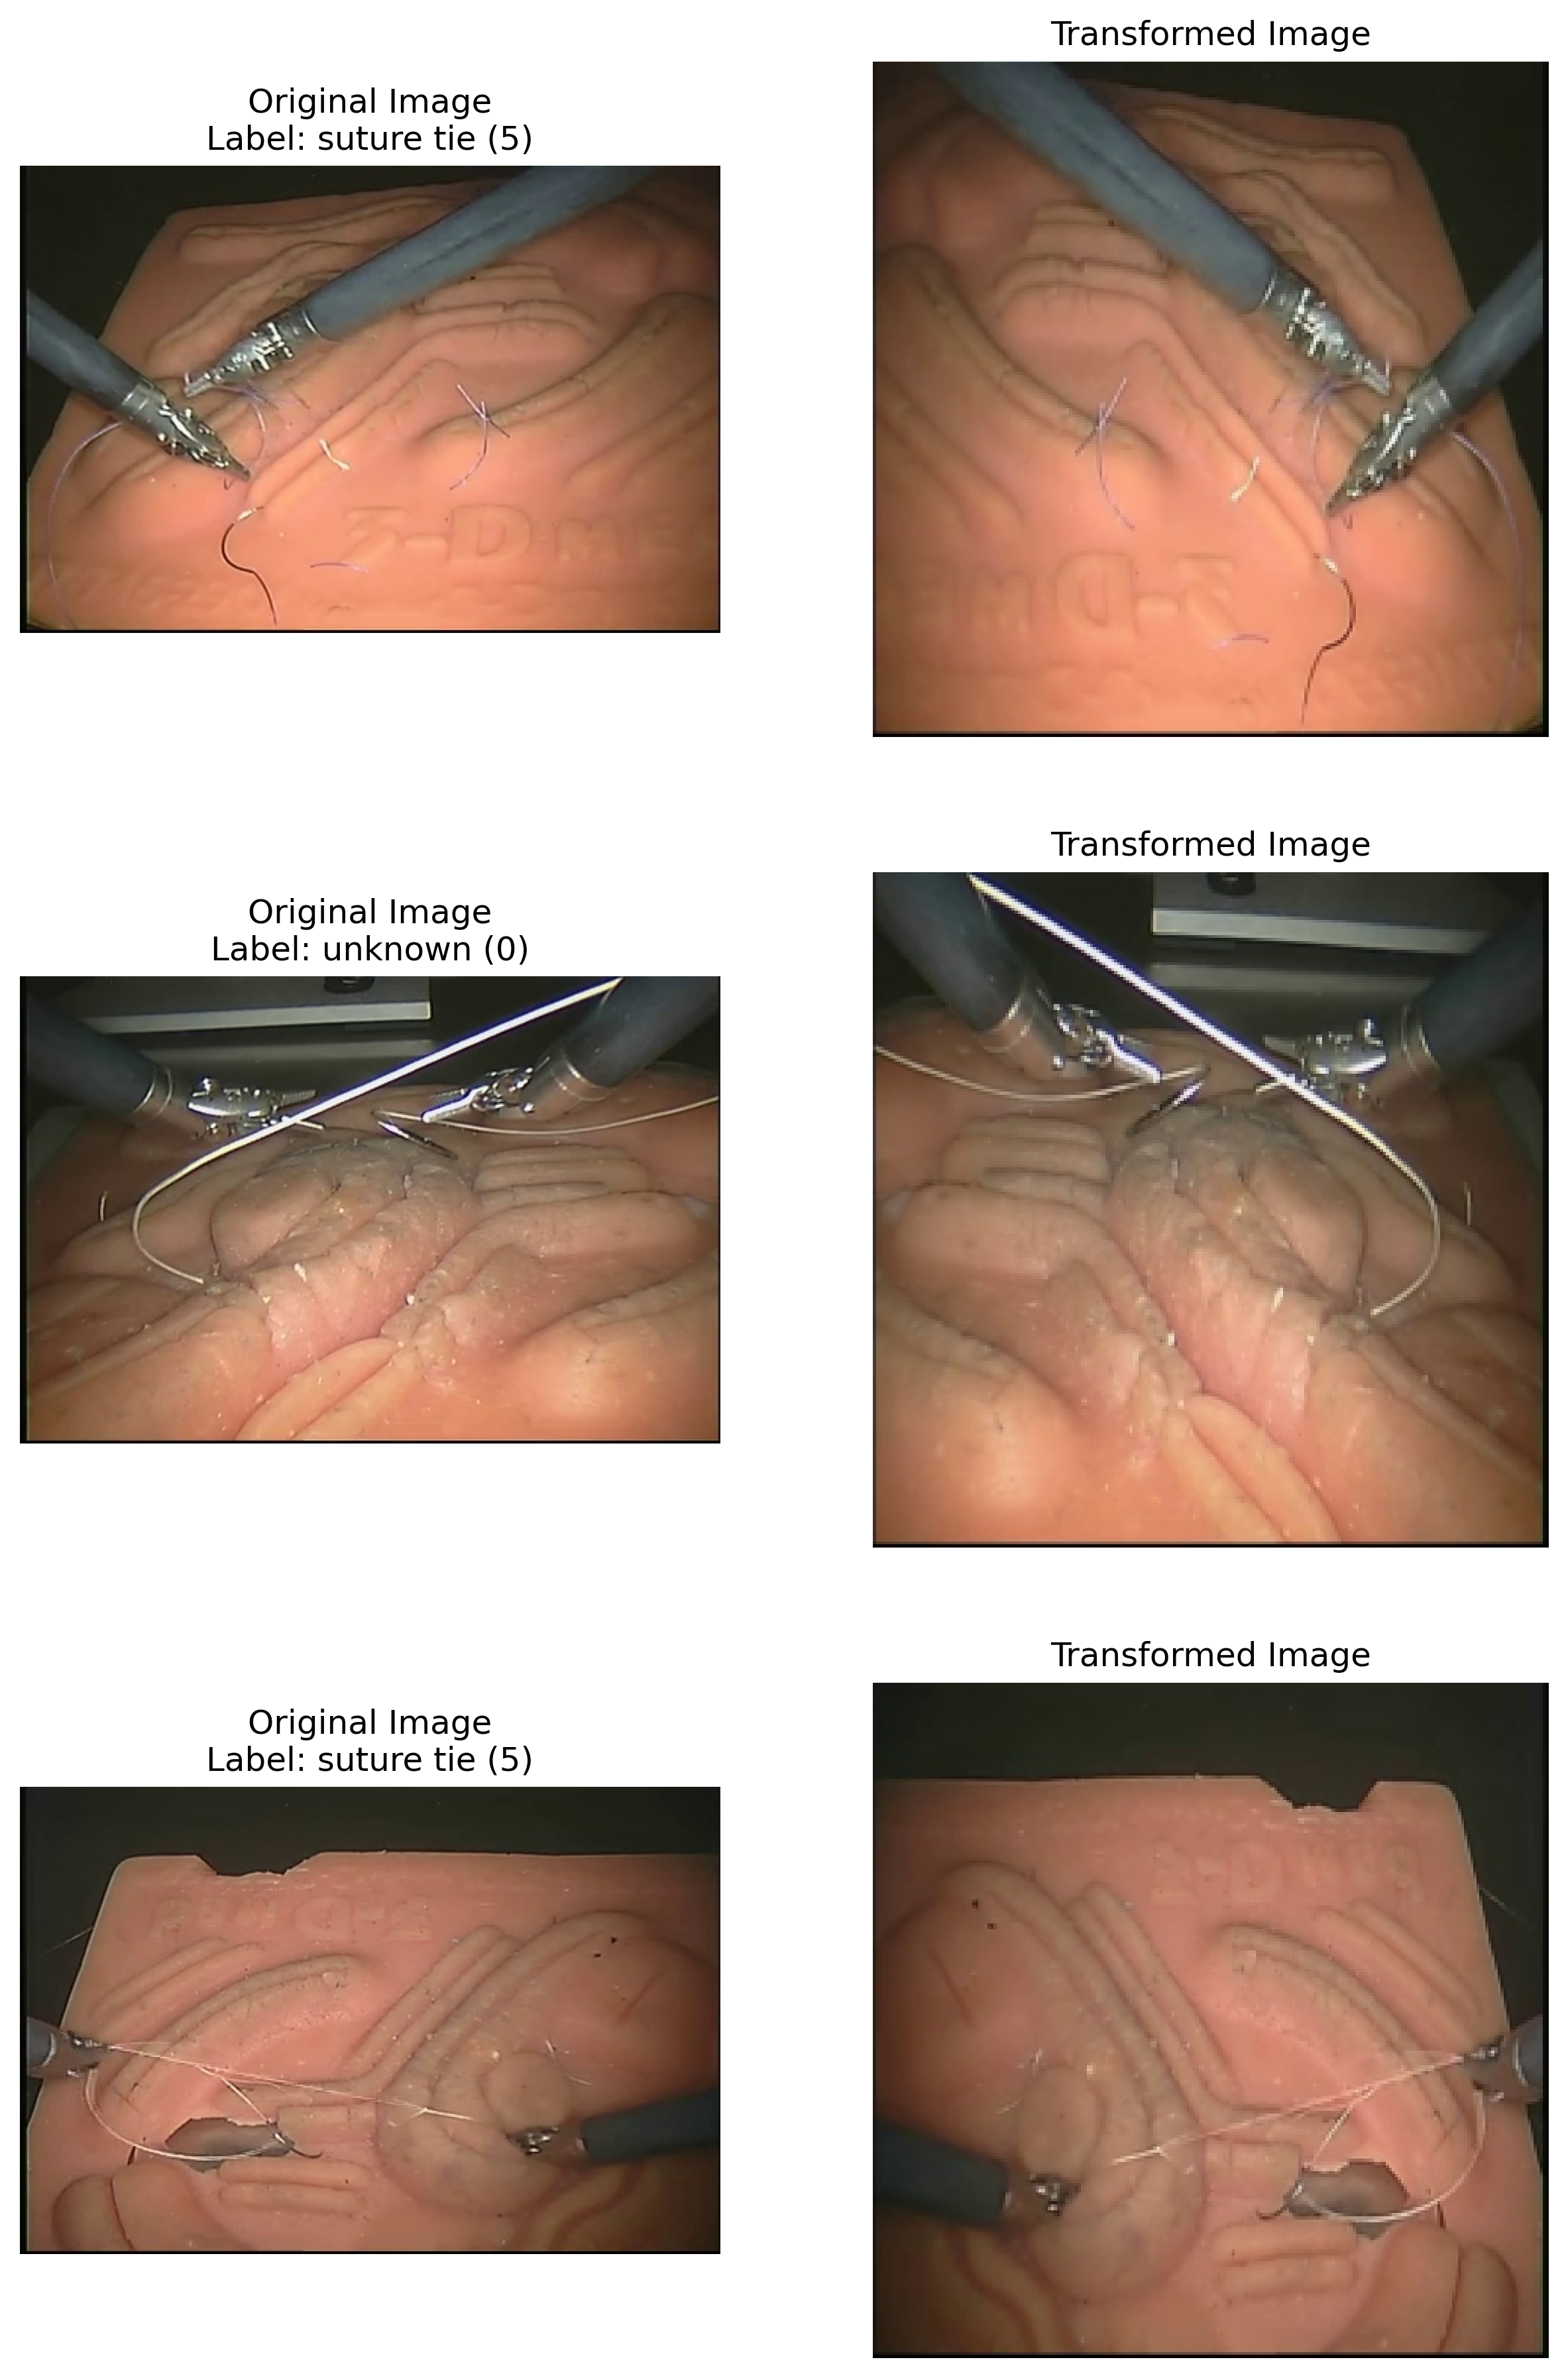 Transformed Image
Original Image
Label: suture tie (5)
Transformed Image
Original Image
Label: unknown (0)
Transformed Image
Original Image
Label: suture tie (5)